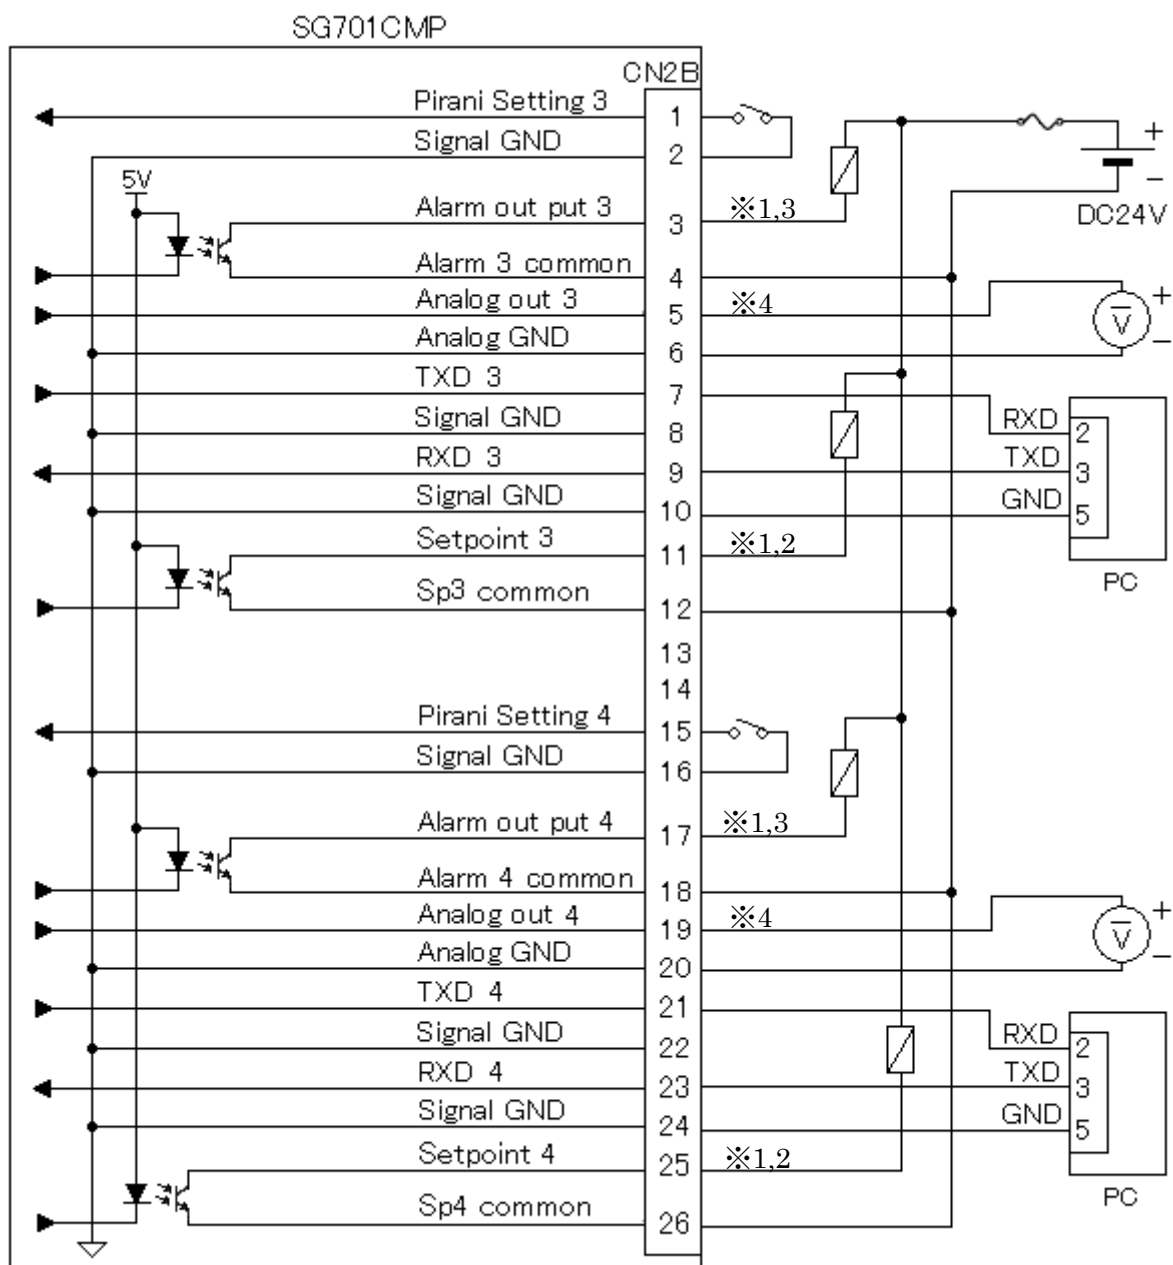 SG701CMP
CN2B
Pirani Setting 3 1
Signal GND 2
5V
Alarm out put 3 3 ※1,3
Alarm 3 common 4
+
−
DC24V
Analog out 3 5 ※4
Analog GND 6
+
V
−
TXD 3 7
Signal GND 8 RXD 2
RXD 3 9 TXD 3
Signal GND 10 GND 5
Setpoint 3 11 ※1,2
PC
Sp3 common 12
13
14
Pirani Setting 4 15
Signal GND 16
Alarm out put 4 17 ※1,3
Alarm 4 common 18
Analog out 4 19 ※4
Analog GND 20
+
V
−
TXD 4 21
Signal GND 22 RXD 2
RXD 4 23 TXD 3
Signal GND 24 GND 5
Setpoint 4 25 ※1,2
PC
Sp4 common 26